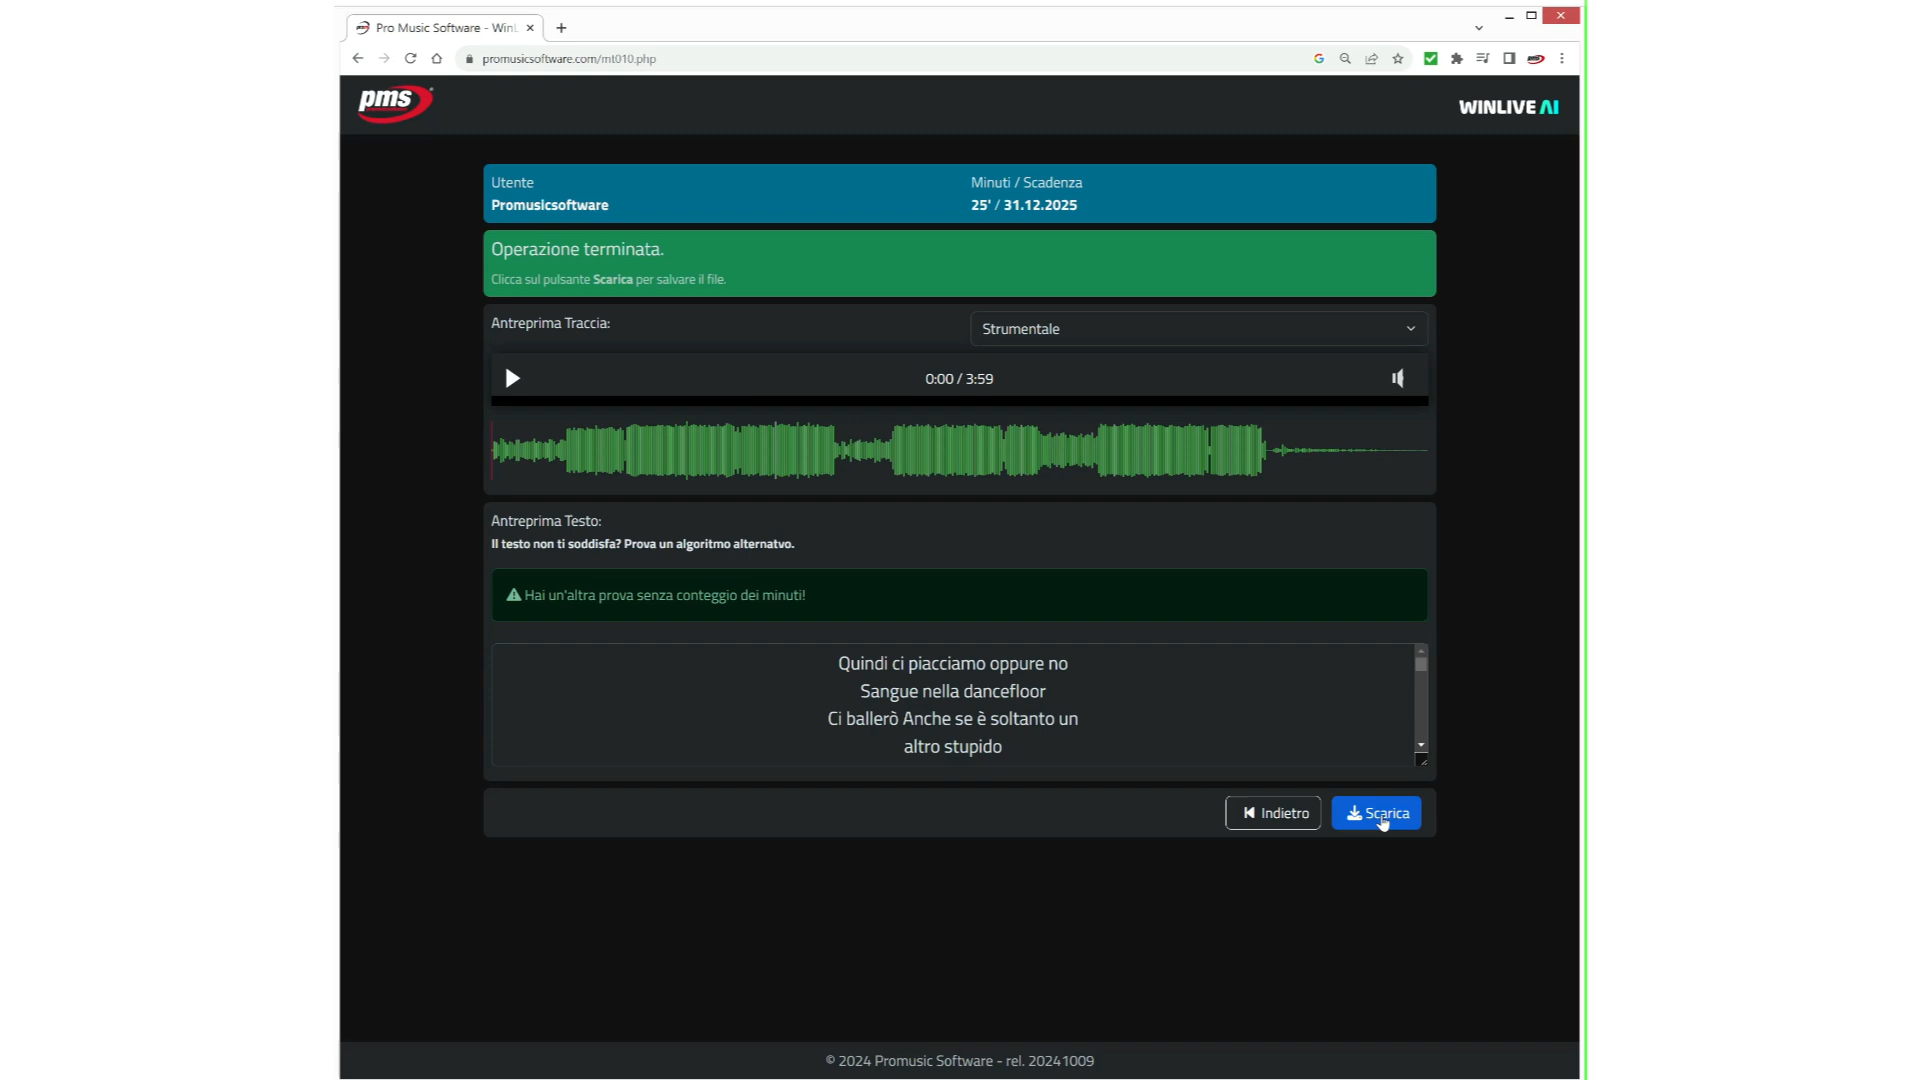 Pro Music Software - Win
promusicsoftware.com/mt010.php
pms
WINLIVE AI
Utente
Minuti / Scadenza
Promusicsoftware
25' / 31.12.2025
Operazione terminata.
Clicca sul pulsante Scarica per salvare il file.
Antreprima Traccia:
Strumentale
0:00 / 3:59
Antreprima Testo:
Il testo non ti soddisfa? Prova un algoritmo alternatvo.
Hai un'altra prova senza conteggio dei minuti!
Quindi ci piacciamo oppure no
Sangue nella dancefloor
Ci ballerò Anche se è soltanto un
altro stupido
Indietro
Scarica
© 2024 Promusic Software - rel. 20241009